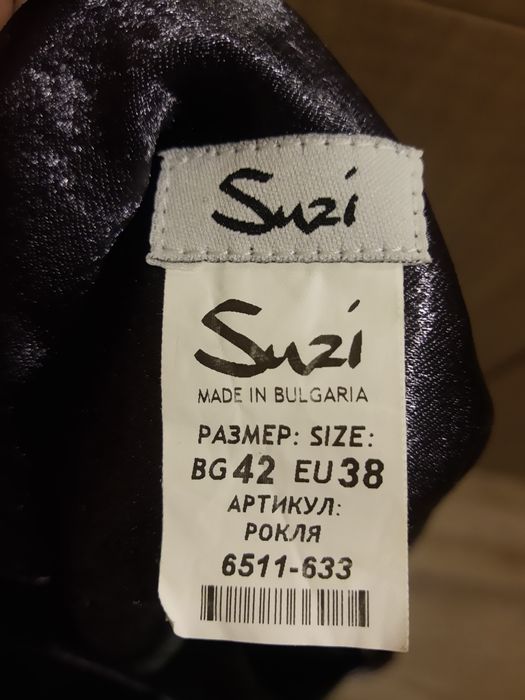 Suzi
Suzi
MADE IN BULGARIA
РАЗМЕР: SIZE:
BG 42 EU 38
АРТИКУЛ:
РОКЛЯ
6511-633